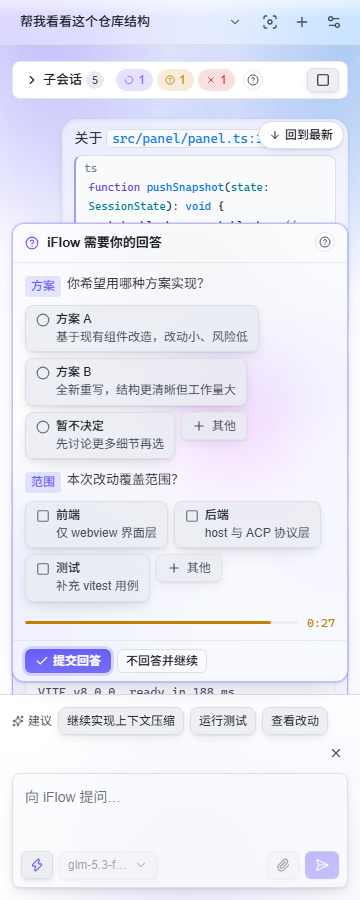 帮我看看这个仓库结构
子会话 5 1 1 1
关于 src/panel/panel.ts:1
回到最新
ts
function pushSnapshot(state:
SessionState): void {
iFlow 需要你的回答
方案 你希望用哪种方案实现?
方案 A
基于现有组件改造，改动小、风险低
方案 B
全新重写，结构更清晰但工作量大
暂不决定
先讨论更多细节再选
其他
范围 本次改动覆盖范围?
前端
仅 webview 界面层
后端
host 与 ACP 协议层
测试
补充 vitest 用例
其他
0:27
提交回答 不回答并继续
VITE v8.0.0 ready in 188 ms
建议 继续实现上下文压缩 运行测试 查看改动
向 iFlow 提问…
glm-5.3-f…